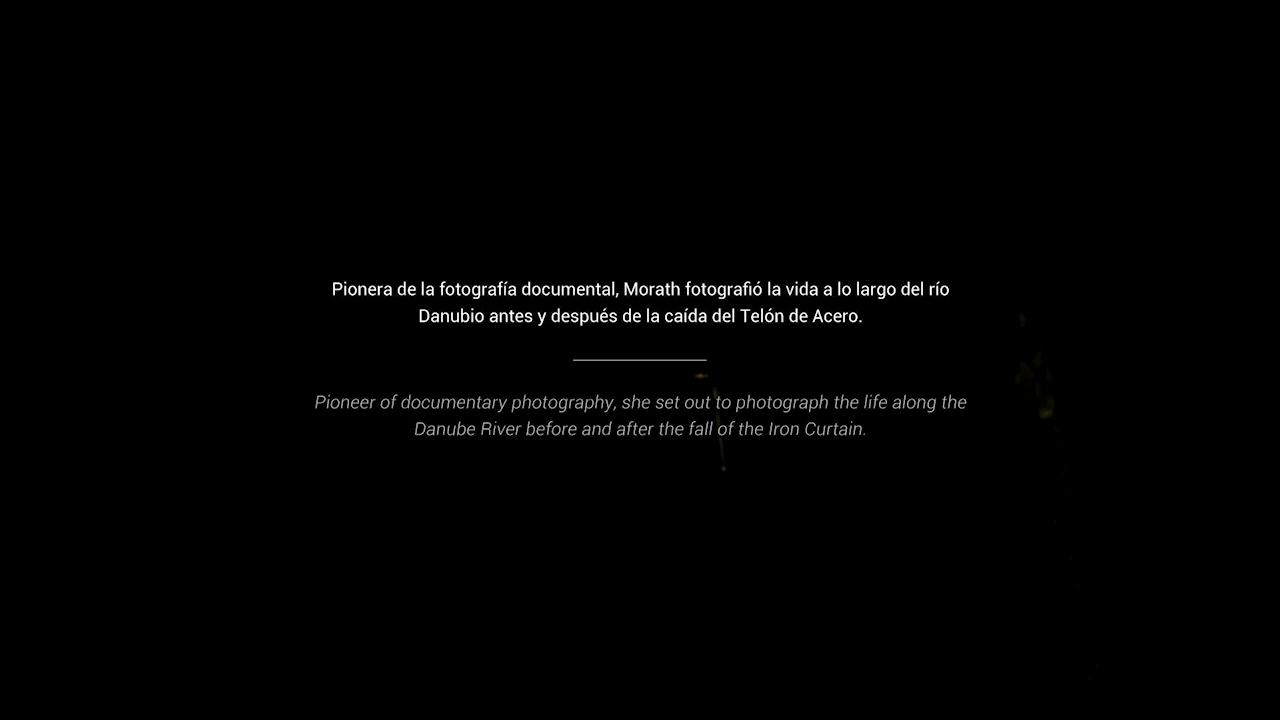 Pionera de la fotografía documental, Morath fotografió la vida a lo largo del río
Danubio antes y después de la caída del Telón de Acero.
Pioneer of documentary photography, she set out to photograph the life along the
Danube River before and after the fall of the Iron Curtain.